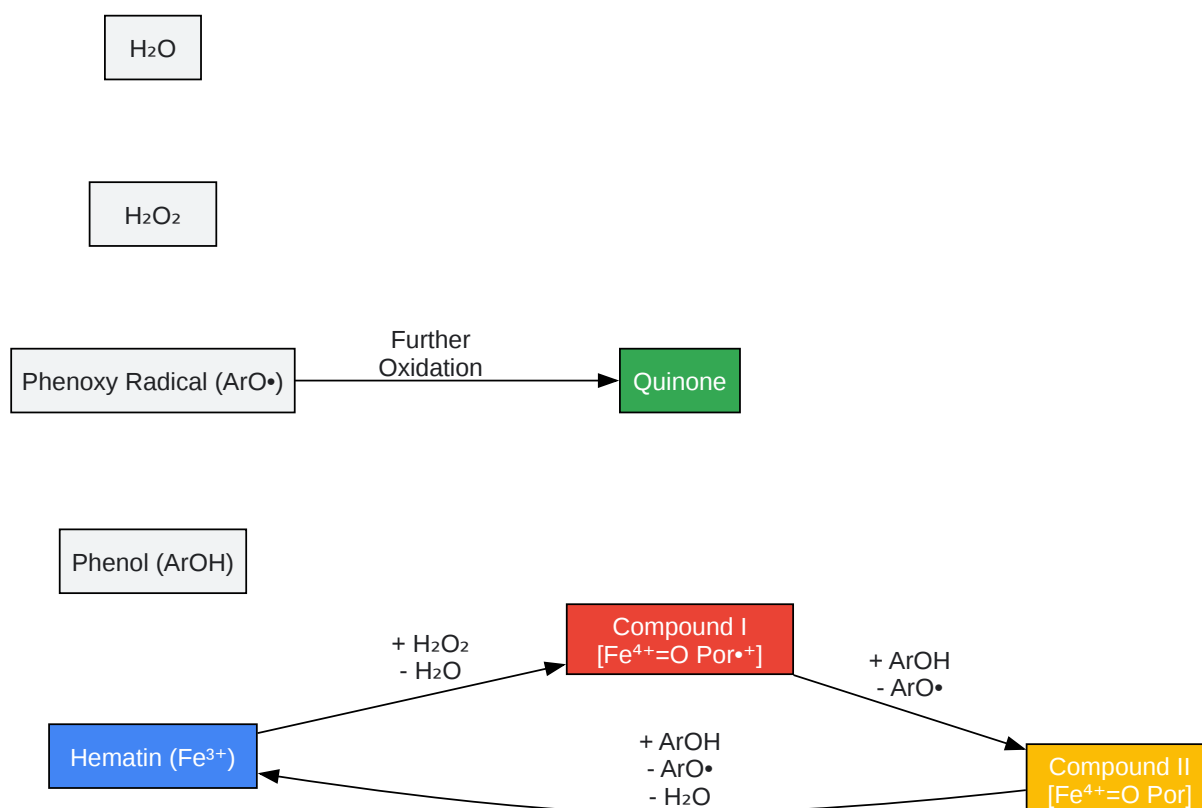 H₂O
H₂O₂
Further
Oxidation
Phenoxy Radical (ArO•)
Quinone
Phenol (ArOH)
Compound I
[Fe⁴⁺=O Por•⁺]
+ H₂O₂
- H₂O
+ ArOH
- ArO•
Hematin (Fe³⁺)
+ ArOH
- ArO•
- H₂O
Compound II
[Fe⁴⁺=O Por]